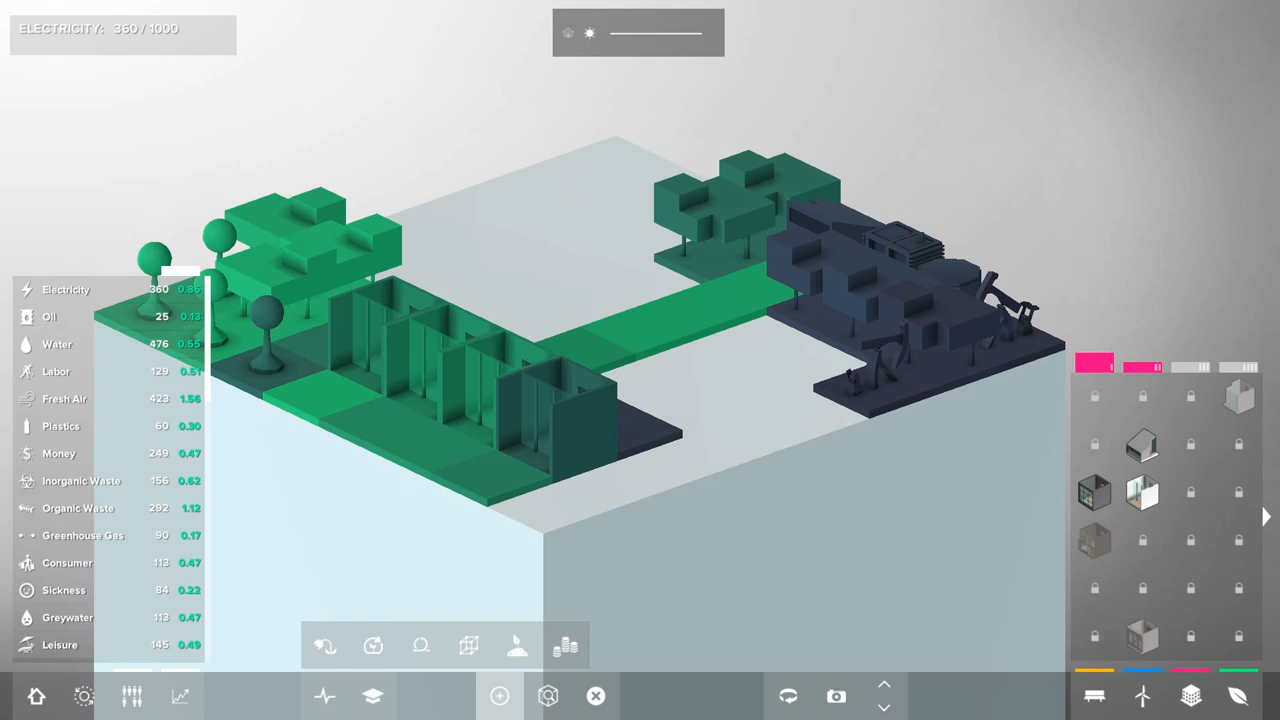 ELECTRICITY: 360 / 1000
Electricity 360 0.85
Oil 25 0.13
Water 476 0.55
Labor 129 0.51
Fresh Air 423 1.56
Plastics 60 0.30
Money 249 0.47
Inorganic Waste 156 0.62
Organic Waste 292 1.12
Greenhouse Gas 90 0.17
Consumer 113 0.47
Sickness 84 0.22
Greywater 113 0.47
Leisure 145 0.49